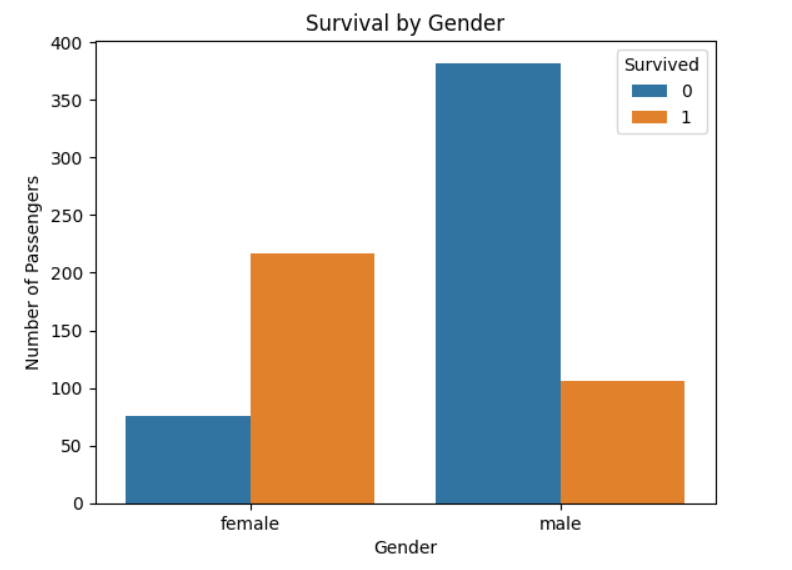 Survival by Gender
400
350
300
250
200
150
100
50
0
Number of Passengers
Survived
0
1
female
male
Gender